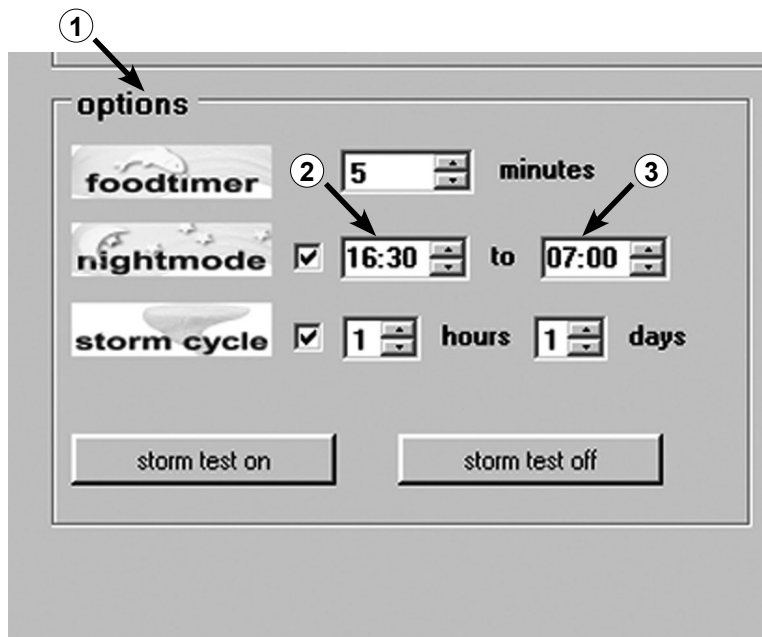 1
options
foodtimer 2 5 minutes 3
nightmode 16:30 to 07:00
storm cycle 1 hours 1 days
storm test on storm test off